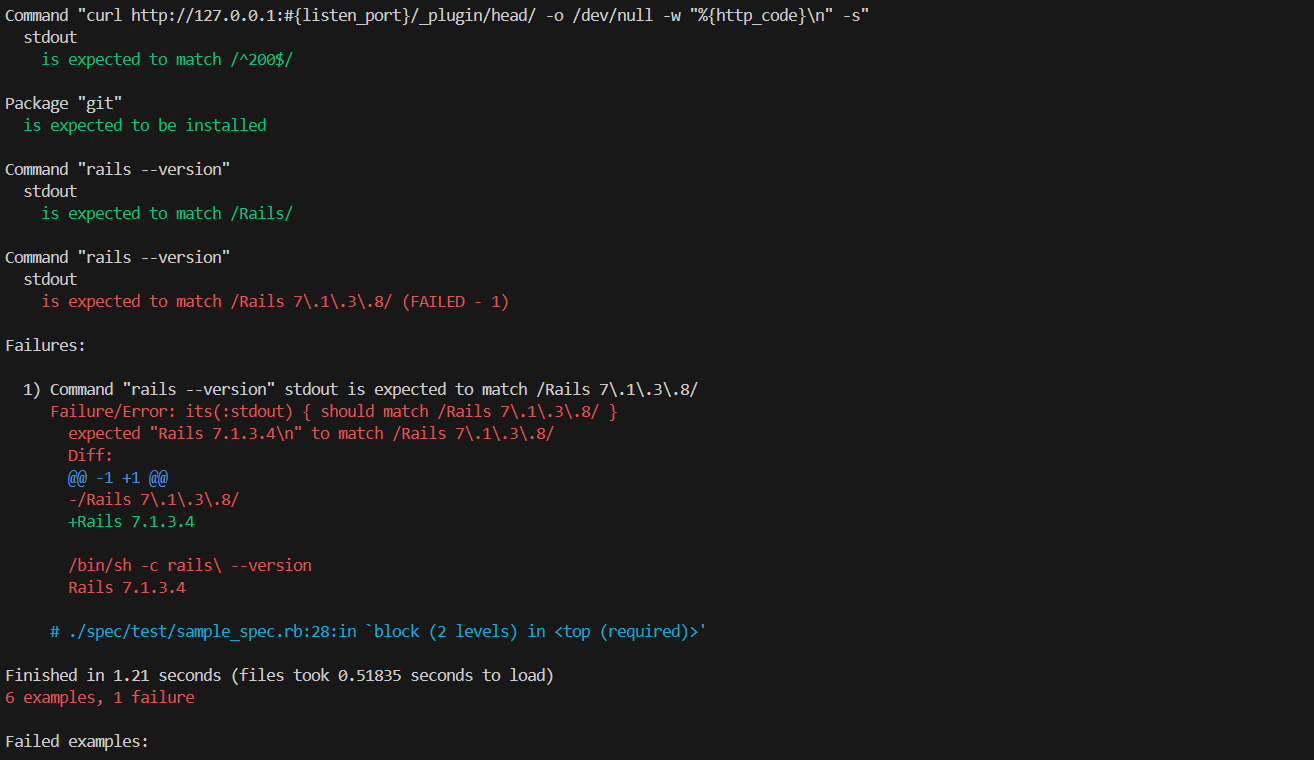 Command "curl http://127.0.0.1:#{listen_port}/_plugin/head/ -o /dev/null -w "%{http_code}\n" -s"
stdout
is expected to match /^200$/
Package "git"
is expected to be installed
Command "rails --version"
stdout
is expected to match /Rails/
Command "rails --version"
stdout
is expected to match /Rails 7\.1\.3\.8/ (FAILED - 1)
Failures:
1) Command "rails --version" stdout is expected to match /Rails 7\.1\.3\.8/
Failure/Error: its(:stdout) { should match /Rails 7\.1\.3\.8/ }
expected "Rails 7.1.3.4\n" to match /Rails 7\.1\.3\.8/
Diff:
@@ -1 +1 @@
-/Rails 7\.1\.3\.8/
+Rails 7.1.3.4
/bin/sh -c rails\ --version
Rails 7.1.3.4
# ./spec/test/sample_spec.rb:28:in `block (2 levels) in <top (required)>'
Finished in 1.21 seconds (files took 0.51835 seconds to load)
6 examples, 1 failure
Failed examples: